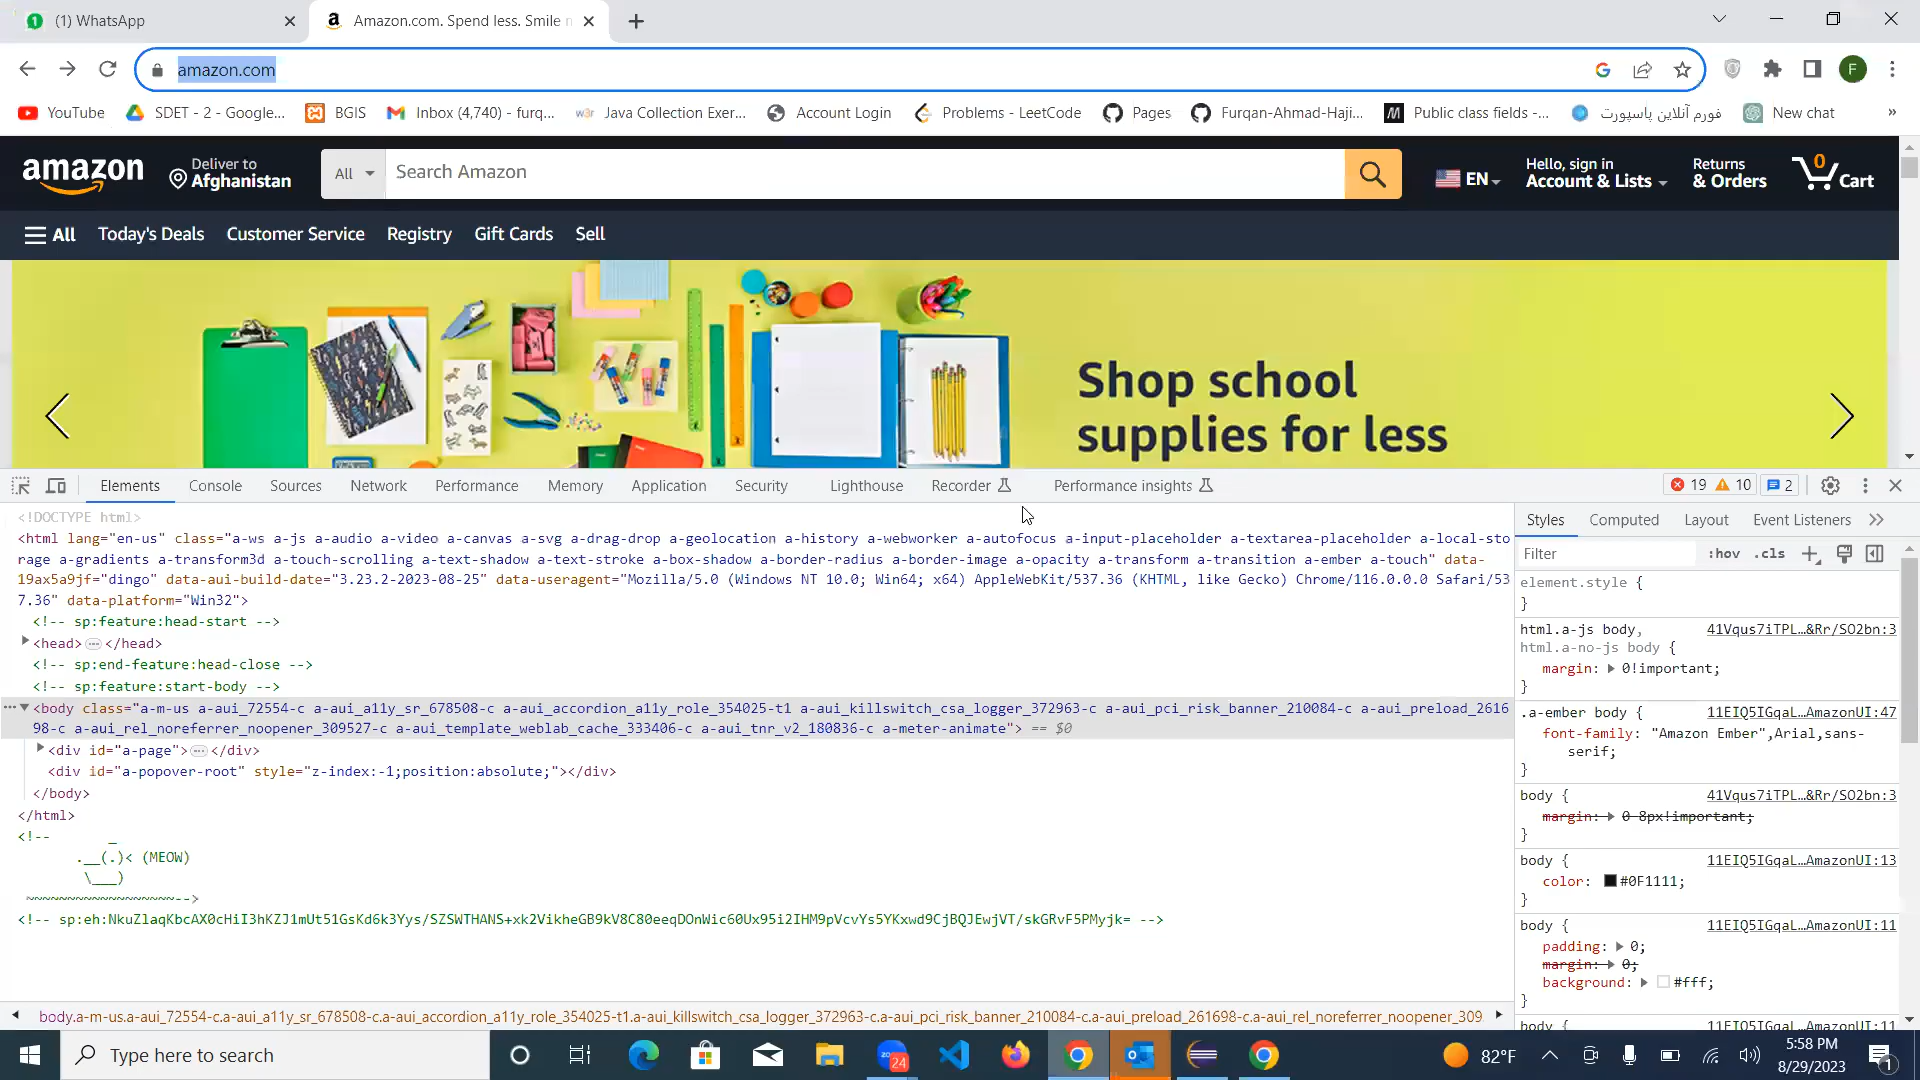 (1) WhatsApp
Amazon.com. Spend less. Smile
amazon.com
F
YouTube
SDET - 2 - Google...
BGIS
Inbox (4,740) - furq...
Java Collection Exer...
Account Login
Problems - LeetCode
Pages
Furqan-Ahmad-Haji...
Public class fields -...
فورم آنلاین پاسپورت
New chat
»
amazon
Deliver to
Afghanistan
All
Search Amazon
EN
Hello, sign in
Account & Lists
Returns
& Orders
0
Cart
All
Today's Deals
Customer Service
Registry
Gift Cards
Sell
Shop school
supplies for less
Elements
Console
Sources
Network
Performance
Memory
Application
Security
Lighthouse
Recorder
Performance insights
19
10
2
<!DOCTYPE html>
<html lang="en-us" class="a-ws a-js a-audio a-video a-canvas a-svg a-drag-drop a-geolocation a-history a-webworker a-autofocus a-input-placeholder a-textarea-placeholder a-local-sto
rage a-gradients a-transform3d a-touch-scrolling a-text-shadow a-text-stroke a-box-shadow a-border-radius a-border-image a-opacity a-transform a-transition a-ember a-touch" data-
19ax5a9jf="dingo" data-aui-build-date="3.23.2-2023-08-25" data-useragent="Mozilla/5.0 (Windows NT 10.0; Win64; x64) AppleWebKit/537.36 (KHTML, like Gecko) Chrome/116.0.0.0 Safari/53
7.36" data-platform="Win32">
<!-- sp:feature:head-start -->
<head>…</head>
<!-- sp:end-feature:head-close -->
<!-- sp:feature:start-body -->
<body class="a-m-us a-aui_72554-c a-aui_a11y_sr_678508-c a-aui_accordion_a11y_role_354025-t1 a-aui_killswitch_csa_logger_372963-c a-aui_pci_risk_banner_210084-c a-aui_preload_2616
98-c a-aui_rel_noreferrer_noopener_309527-c a-aui_template_weblab_cache_333406-c a-aui_tnr_v2_180836-c a-meter-animate"> == $0
<div id="a-page">…</div>
<div id="a-popover-root" style="z-index:-1;position:absolute;"></div>
</body>
</html>
<!--       _
.__(.)< (MEOW)
\___)
~~~~~~~~~~~~~~~~~~-->
<!-- sp:eh:NkuZlaqKbcAX0cHiI3hKZJ1mUt51GsKd6k3Yys/SZSWTHANS+xk2VikheGB9kV8C80eeqDOnWic60Ux95i2IHM9pVcvYs5YKxwd9CjBQJEwjVT/skGRvF5PMyjk= -->
body.a-m-us.a-aui_72554-c.a-aui_a11y_sr_678508-c.a-aui_accordion_a11y_role_354025-t1.a-aui_killswitch_csa_logger_372963-c.a-aui_pci_risk_banner_210084-c.a-aui_preload_261698-c.a-aui_rel_noreferrer_noopener_309
Styles
Computed
Layout
Event Listeners
Filter
:hov
.cls
element.style {
}
html.a-js body, 41Vqus7iTPL…&Rr/SO2bn:3
html.a-no-js body {
margin: 0!important;
}
.a-ember body { 11EIQ5IGqaL…AmazonUI:47
font-family: "Amazon Ember",Arial,sans-
serif;
}
body { 41Vqus7iTPL…&Rr/SO2bn:3
margin: 0 8px!important;
}
body { 11EIQ5IGqaL…AmazonUI:13
color: #0F1111;
}
body { 11EIQ5IGqaL…AmazonUI:11
padding: 0;
margin: 0;
background: #fff;
}
body { 11EIQ5IGqaL…AmazonUI:11
Type here to search
24
82°F
5:58 PM
8/29/2023
1